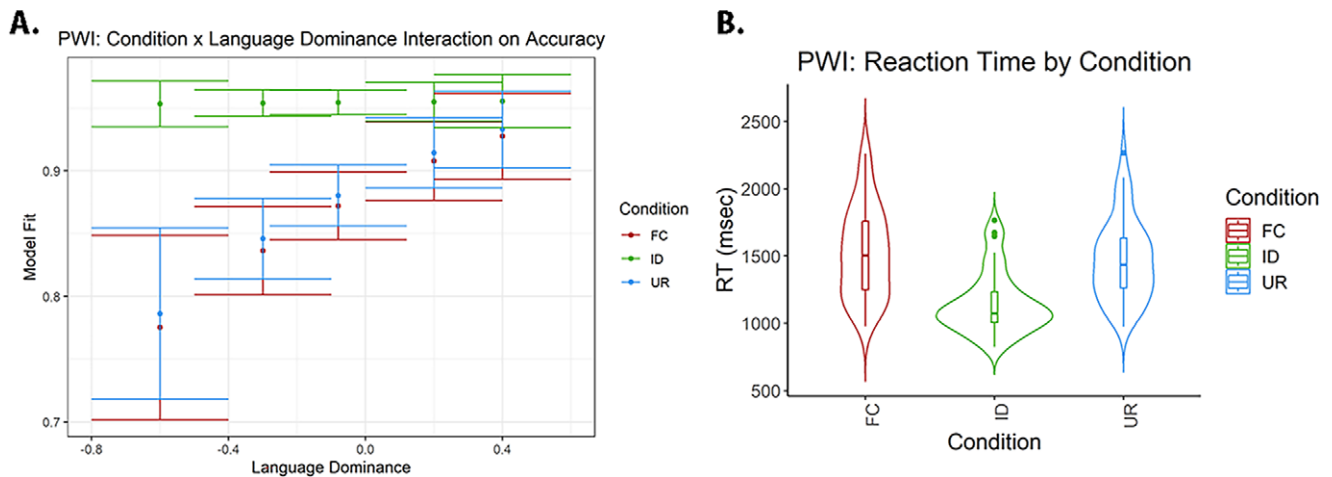 A.
PWI: Condition x Language Dominance Interaction on Accuracy
Model Fit
0.9
0.8
0.7
-0.8
-0.4
0.0
0.4
Language Dominance
Condition
FC
ID
UR
B.
PWI: Reaction Time by Condition
RT (msec)
2500
2000
1500
1000
500
FC
ID
UR
Condition
Condition
FC
ID
UR